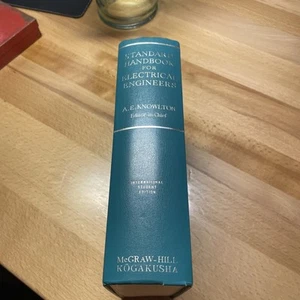 STANDARD
HANDBOOK
FOR
ELECTRICAL
ENGINEERS
A. E. KNOWLTON
Editor-in-Chief
INTERNATIONAL
STUDENT
EDITION
McGRAW-HILL
KOGAKUSHA